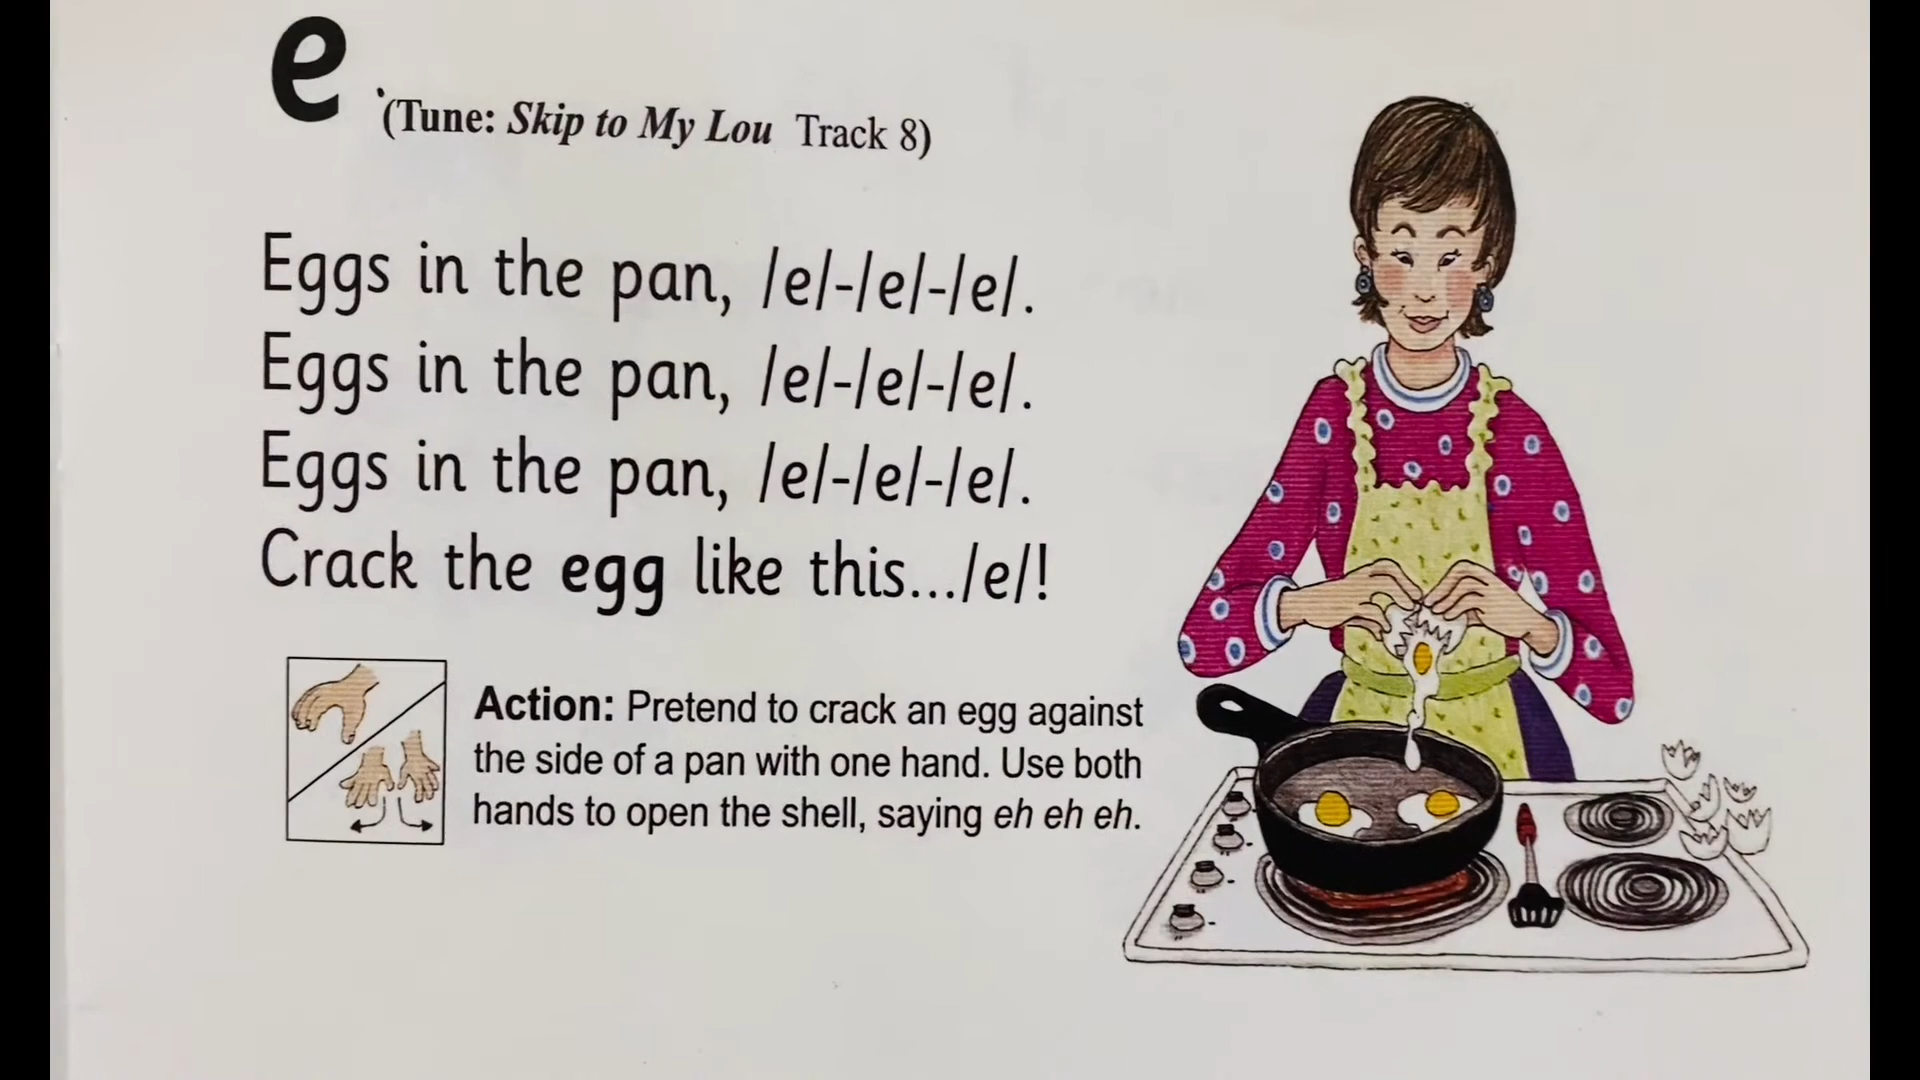 e
(Tune: Skip to My Lou Track 8)
Eggs in the pan, /e/-/e/-/e/.
Eggs in the pan, /e/-/e/-/e/.
Eggs in the pan, /e/-/e/-/e/.
Crack the egg like this.../e/!
Action: Pretend to crack an egg against
the side of a pan with one hand. Use both
hands to open the shell, saying eh eh eh.